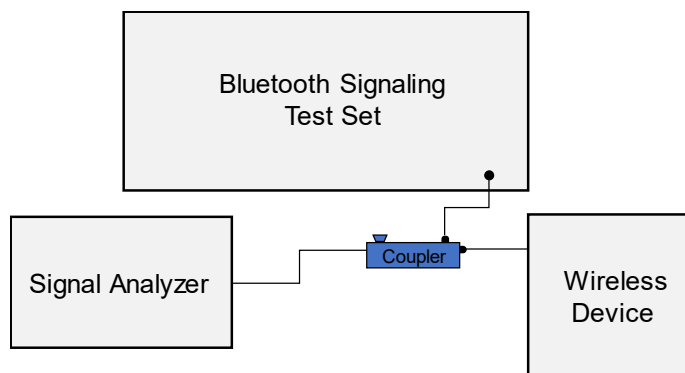 Bluetooth Signaling
Test Set
Signal Analyzer
Coupler
Wireless
Device